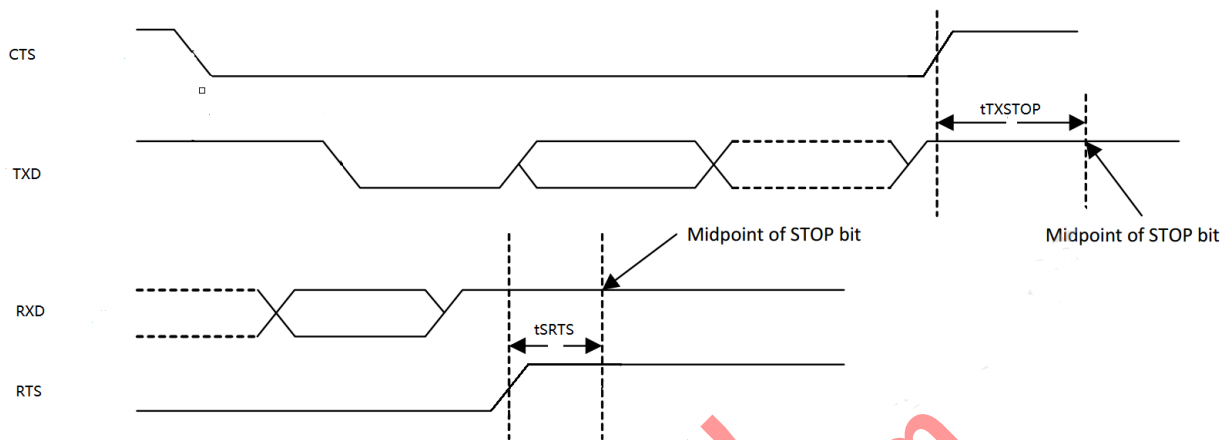 CTS
tTXSTOP
TXD
Midpoint of STOP bit
Midpoint of STOP bit
RXD
tSRTS
RTS